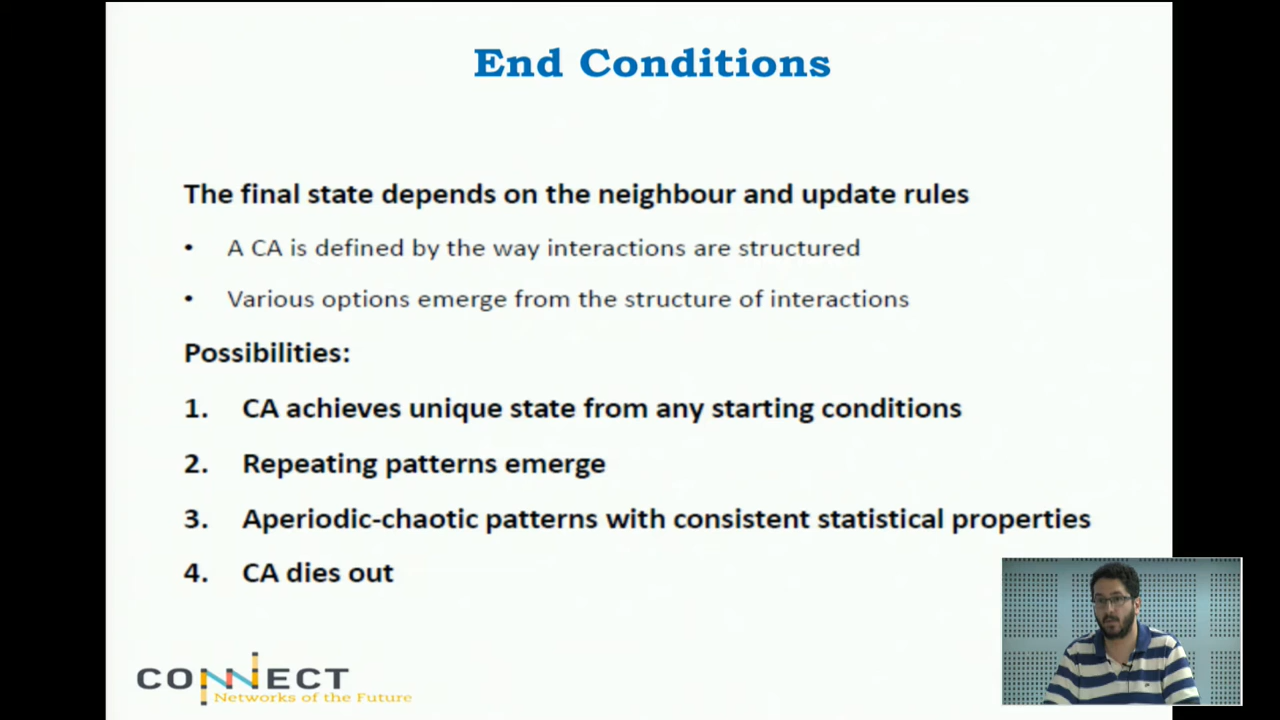 End Conditions
The final state depends on the neighbour and update rules
• A CA is defined by the way interactions are structured
• Various options emerge from the structure of interactions
Possibilities:
1. CA achieves unique state from any starting conditions
2. Repeating patterns emerge
3. Aperiodic-chaotic patterns with consistent statistical properties
4. CA dies out
CONNECT
Networks of the Future